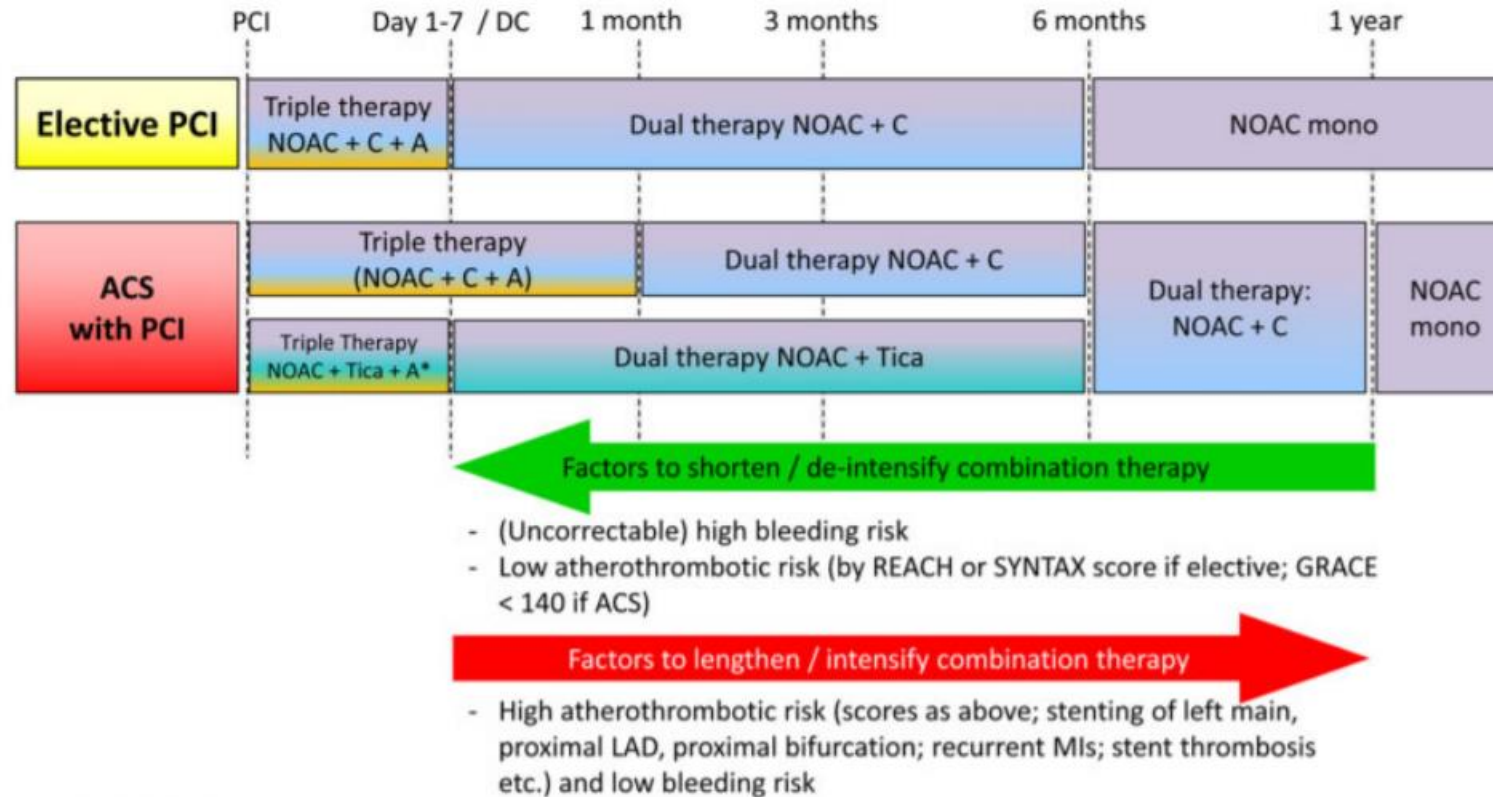 PCI
Day 1-7 / DC
1 month
3 months
6 months
1 year
Elective PCI
Triple therapy
NOAC + C + A
Dual therapy NOAC + C
NOAC mono
ACS
with PCI
Triple therapy
(NOAC + C + A)
Dual therapy NOAC + C
Triple Therapy
NOAC + Tica + A*
Dual therapy NOAC + Tica
Dual therapy:
NOAC + C
NOAC
mono
Factors to shorten / de-intensify combination therapy
- (Uncorrectable) high bleeding risk
- Low atherothrombotic risk (by REACH or SYNTAX score if elective; GRACE
< 140 if ACS)
Factors to lengthen / intensify combination therapy
- High atherothrombotic risk (scores as above; stenting of left main,
proximal LAD, proximal bifurcation; recurrent MIs; stent thrombosis
etc.) and low bleeding risk